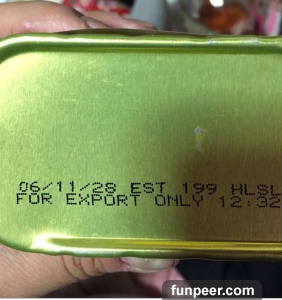 06/11/28 EST 199 HLSL
FOR EXPORT ONLY 12:32
funpeer.com